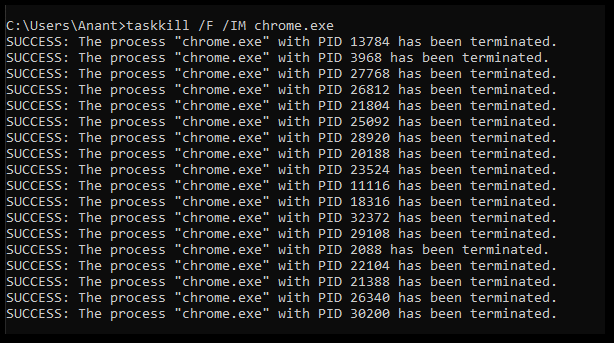 C:\Users\Anant>taskkill /F /IM chrome.exe
SUCCESS: The process "chrome.exe" with PID 13784 has been terminated.
SUCCESS: The process "chrome.exe" with PID 3968 has been terminated.
SUCCESS: The process "chrome.exe" with PID 27768 has been terminated.
SUCCESS: The process "chrome.exe" with PID 26812 has been terminated.
SUCCESS: The process "chrome.exe" with PID 21804 has been terminated.
SUCCESS: The process "chrome.exe" with PID 25092 has been terminated.
SUCCESS: The process "chrome.exe" with PID 28920 has been terminated.
SUCCESS: The process "chrome.exe" with PID 20188 has been terminated.
SUCCESS: The process "chrome.exe" with PID 23524 has been terminated.
SUCCESS: The process "chrome.exe" with PID 11116 has been terminated.
SUCCESS: The process "chrome.exe" with PID 18316 has been terminated.
SUCCESS: The process "chrome.exe" with PID 32372 has been terminated.
SUCCESS: The process "chrome.exe" with PID 29108 has been terminated.
SUCCESS: The process "chrome.exe" with PID 2088 has been terminated.
SUCCESS: The process "chrome.exe" with PID 22104 has been terminated.
SUCCESS: The process "chrome.exe" with PID 21388 has been terminated.
SUCCESS: The process "chrome.exe" with PID 26340 has been terminated.
SUCCESS: The process "chrome.exe" with PID 30200 has been terminated.